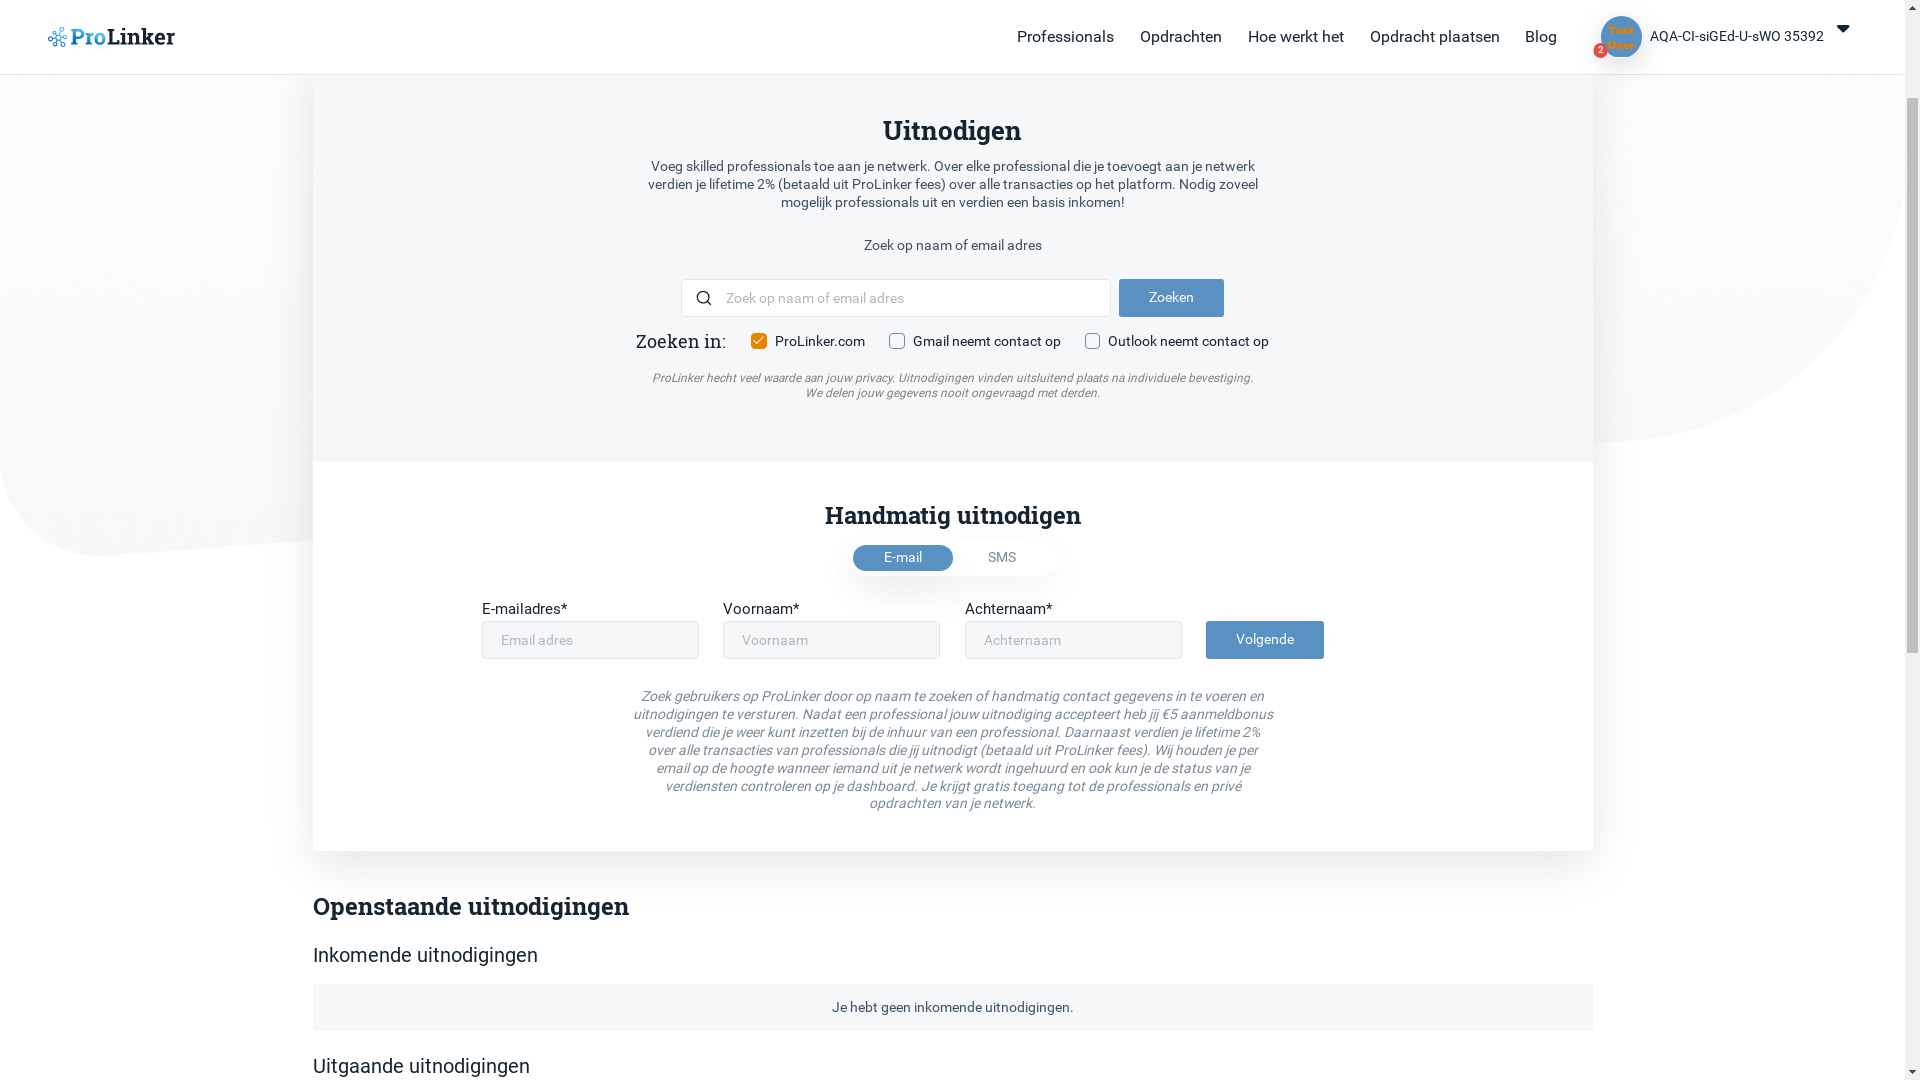 ProLinker
Professionals Opdrachten Hoe werkt het Opdracht plaatsen Blog
Test User
2
AQA-CI-siGEd-U-sWO 35392
Uitnodigen
Voeg skilled professionals toe aan je netwerk. Over elke professional die je toevoegt aan je netwerk
verdien je lifetime 2% (betaald uit ProLinker fees) over alle transacties op het platform. Nodig zoveel
mogelijk professionals uit en verdien een basis inkomen!
Zoek op naam of email adres
Zoek op naam of email adres Zoeken
Zoeken in: ProLinker.com Gmail neemt contact op Outlook neemt contact op
ProLinker hecht veel waarde aan jouw privacy. Uitnodigingen vinden uitsluitend plaats na individuele bevestiging.
We delen jouw gegevens nooit ongevraagd met derden.
Handmatig uitnodigen
E-mail SMS
E-mailadres* Voornaam* Achternaam*
Email adres Voornaam Achternaam Volgende
Zoek gebruikers op ProLinker door op naam te zoeken of handmatig contact gegevens in te voeren en
uitnodigingen te versturen. Nadat een professional jouw uitnodiging accepteert heb jij €5 aanmeldbonus
verdiend die je weer kunt inzetten bij de inhuur van een professional. Daarnaast verdien je lifetime 2%
over alle transacties van professionals die jij uitnodigt (betaald uit ProLinker fees). Wij houden je per
email op de hoogte wanneer iemand uit je netwerk wordt ingehuurd en ook kun je de status van je
verdiensten controleren op je dashboard. Je krijgt gratis toegang tot de professionals en privé
opdrachten van je netwerk.
Openstaande uitnodigingen
Inkomende uitnodigingen
Je hebt geen inkomende uitnodigingen.
Uitgaande uitnodigingen